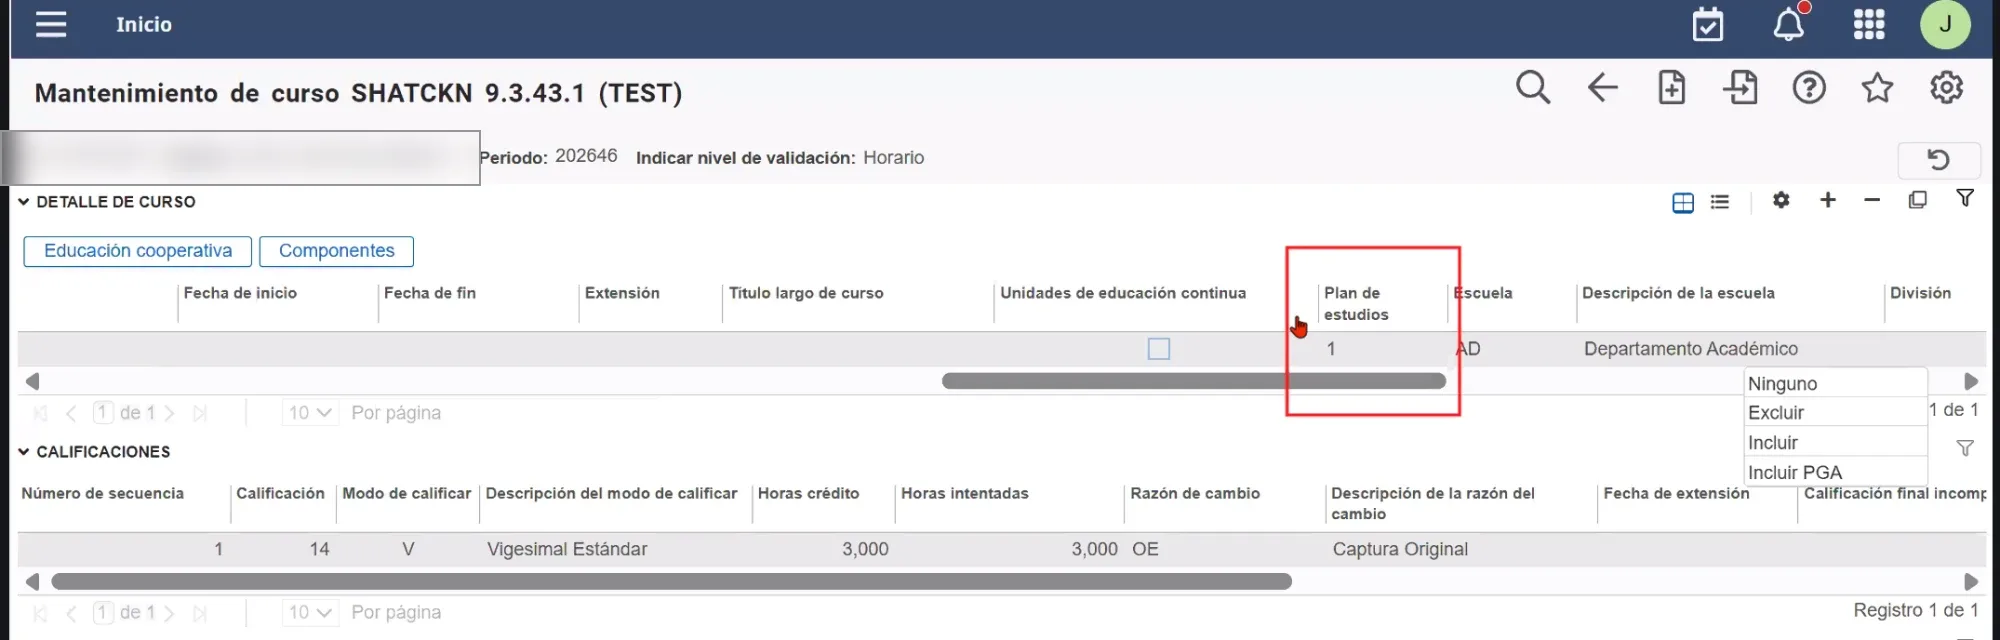 Inicio
J
Mantenimiento de curso SHATCKN 9.3.43.1 (TEST)
Periodo: 202646 Indicar nivel de validación: Horario
DETALLE DE CURSO
Educación cooperativa Componentes
Fecha de inicio Fecha de fin Extensión Título largo de curso Unidades de educación continua Plan de estudios Escuela Descripción de la escuela División
1 AD Departamento Académico
Ninguno
1 de 1 10 Por página 1 de 1
Excluir
Incluir
Incluir PGA
CALIFICACIONES
Número de secuencia Calificación Modo de calificar Descripción del modo de calificar Horas crédito Horas intentadas Razón de cambio Descripción de la razón del cambio Fecha de extensión Calificación final incomp
1 14 V Vigesimal Estándar 3,000 3,000 OE Captura Original
1 de 1 10 Por página Registro 1 de 1